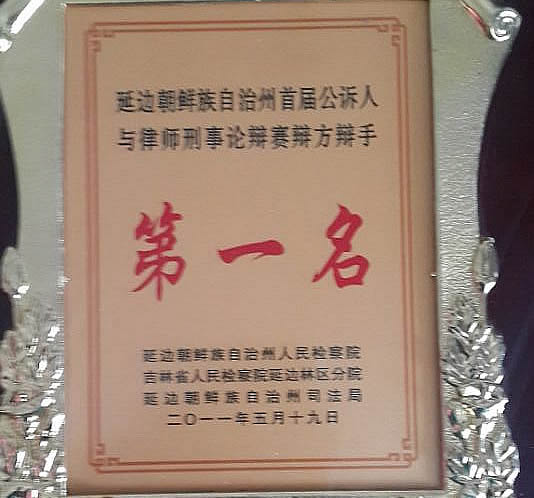 延边朝鲜族自治州首届公诉人
与律师刑事论辩赛辩方辩手
第一名
延边朝鲜族自治州人民检察院
吉林省人民检察院延边林区分院
延边朝鲜族自治州司法局
二〇一一年五月十九日